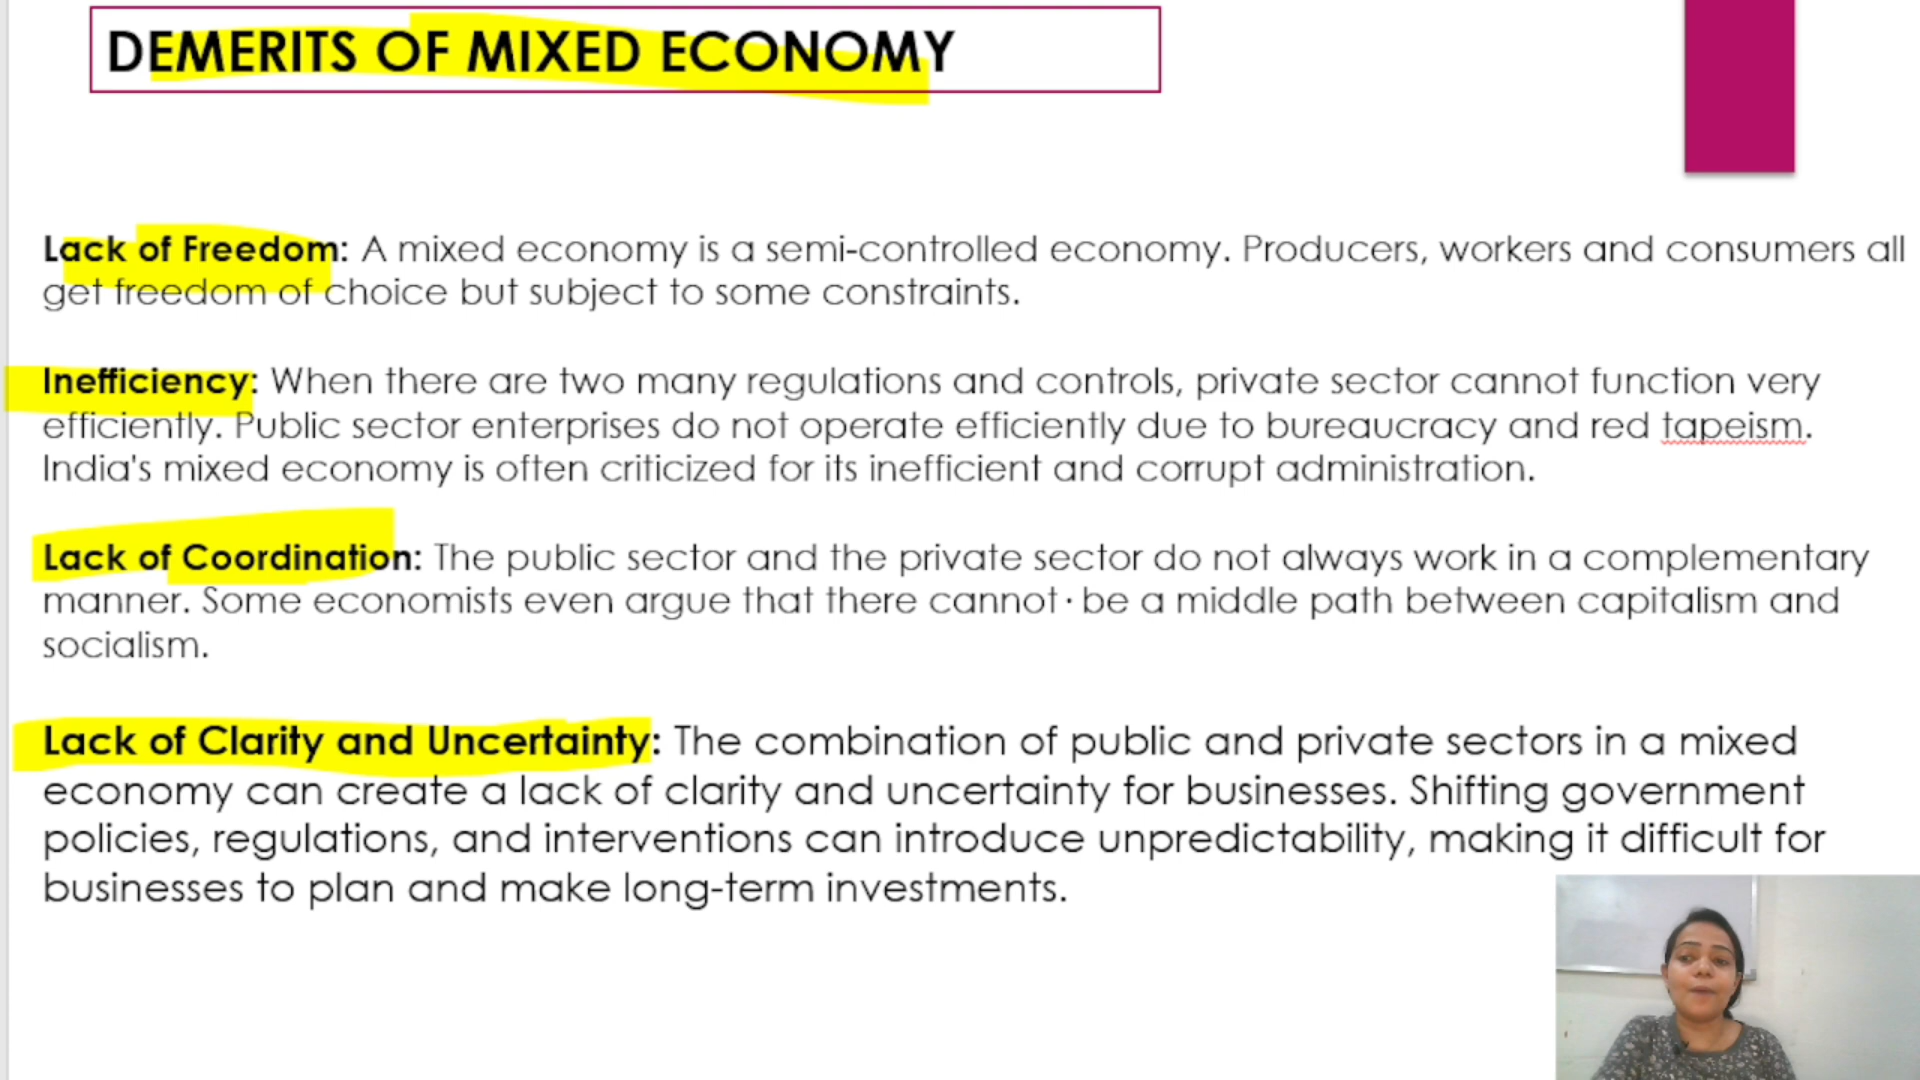 DEMERITS OF MIXED ECONOMY
Lack of Freedom: A mixed economy is a semi-controlled economy. Producers, workers and consumers all
get freedom of choice but subject to some constraints.
Inefficiency: When there are two many regulations and controls, private sector cannot function very
efficiently. Public sector enterprises do not operate efficiently due to bureaucracy and red tapeism.
India's mixed economy is often criticized for its inefficient and corrupt administration.
Lack of Coordination: The public sector and the private sector do not always work in a complementary
manner. Some economists even argue that there cannot· be a middle path between capitalism and
socialism.
Lack of Clarity and Uncertainty: The combination of public and private sectors in a mixed
economy can create a lack of clarity and uncertainty for businesses. Shifting government
policies, regulations, and interventions can introduce unpredictability, making it difficult for
businesses to plan and make long-term investments.